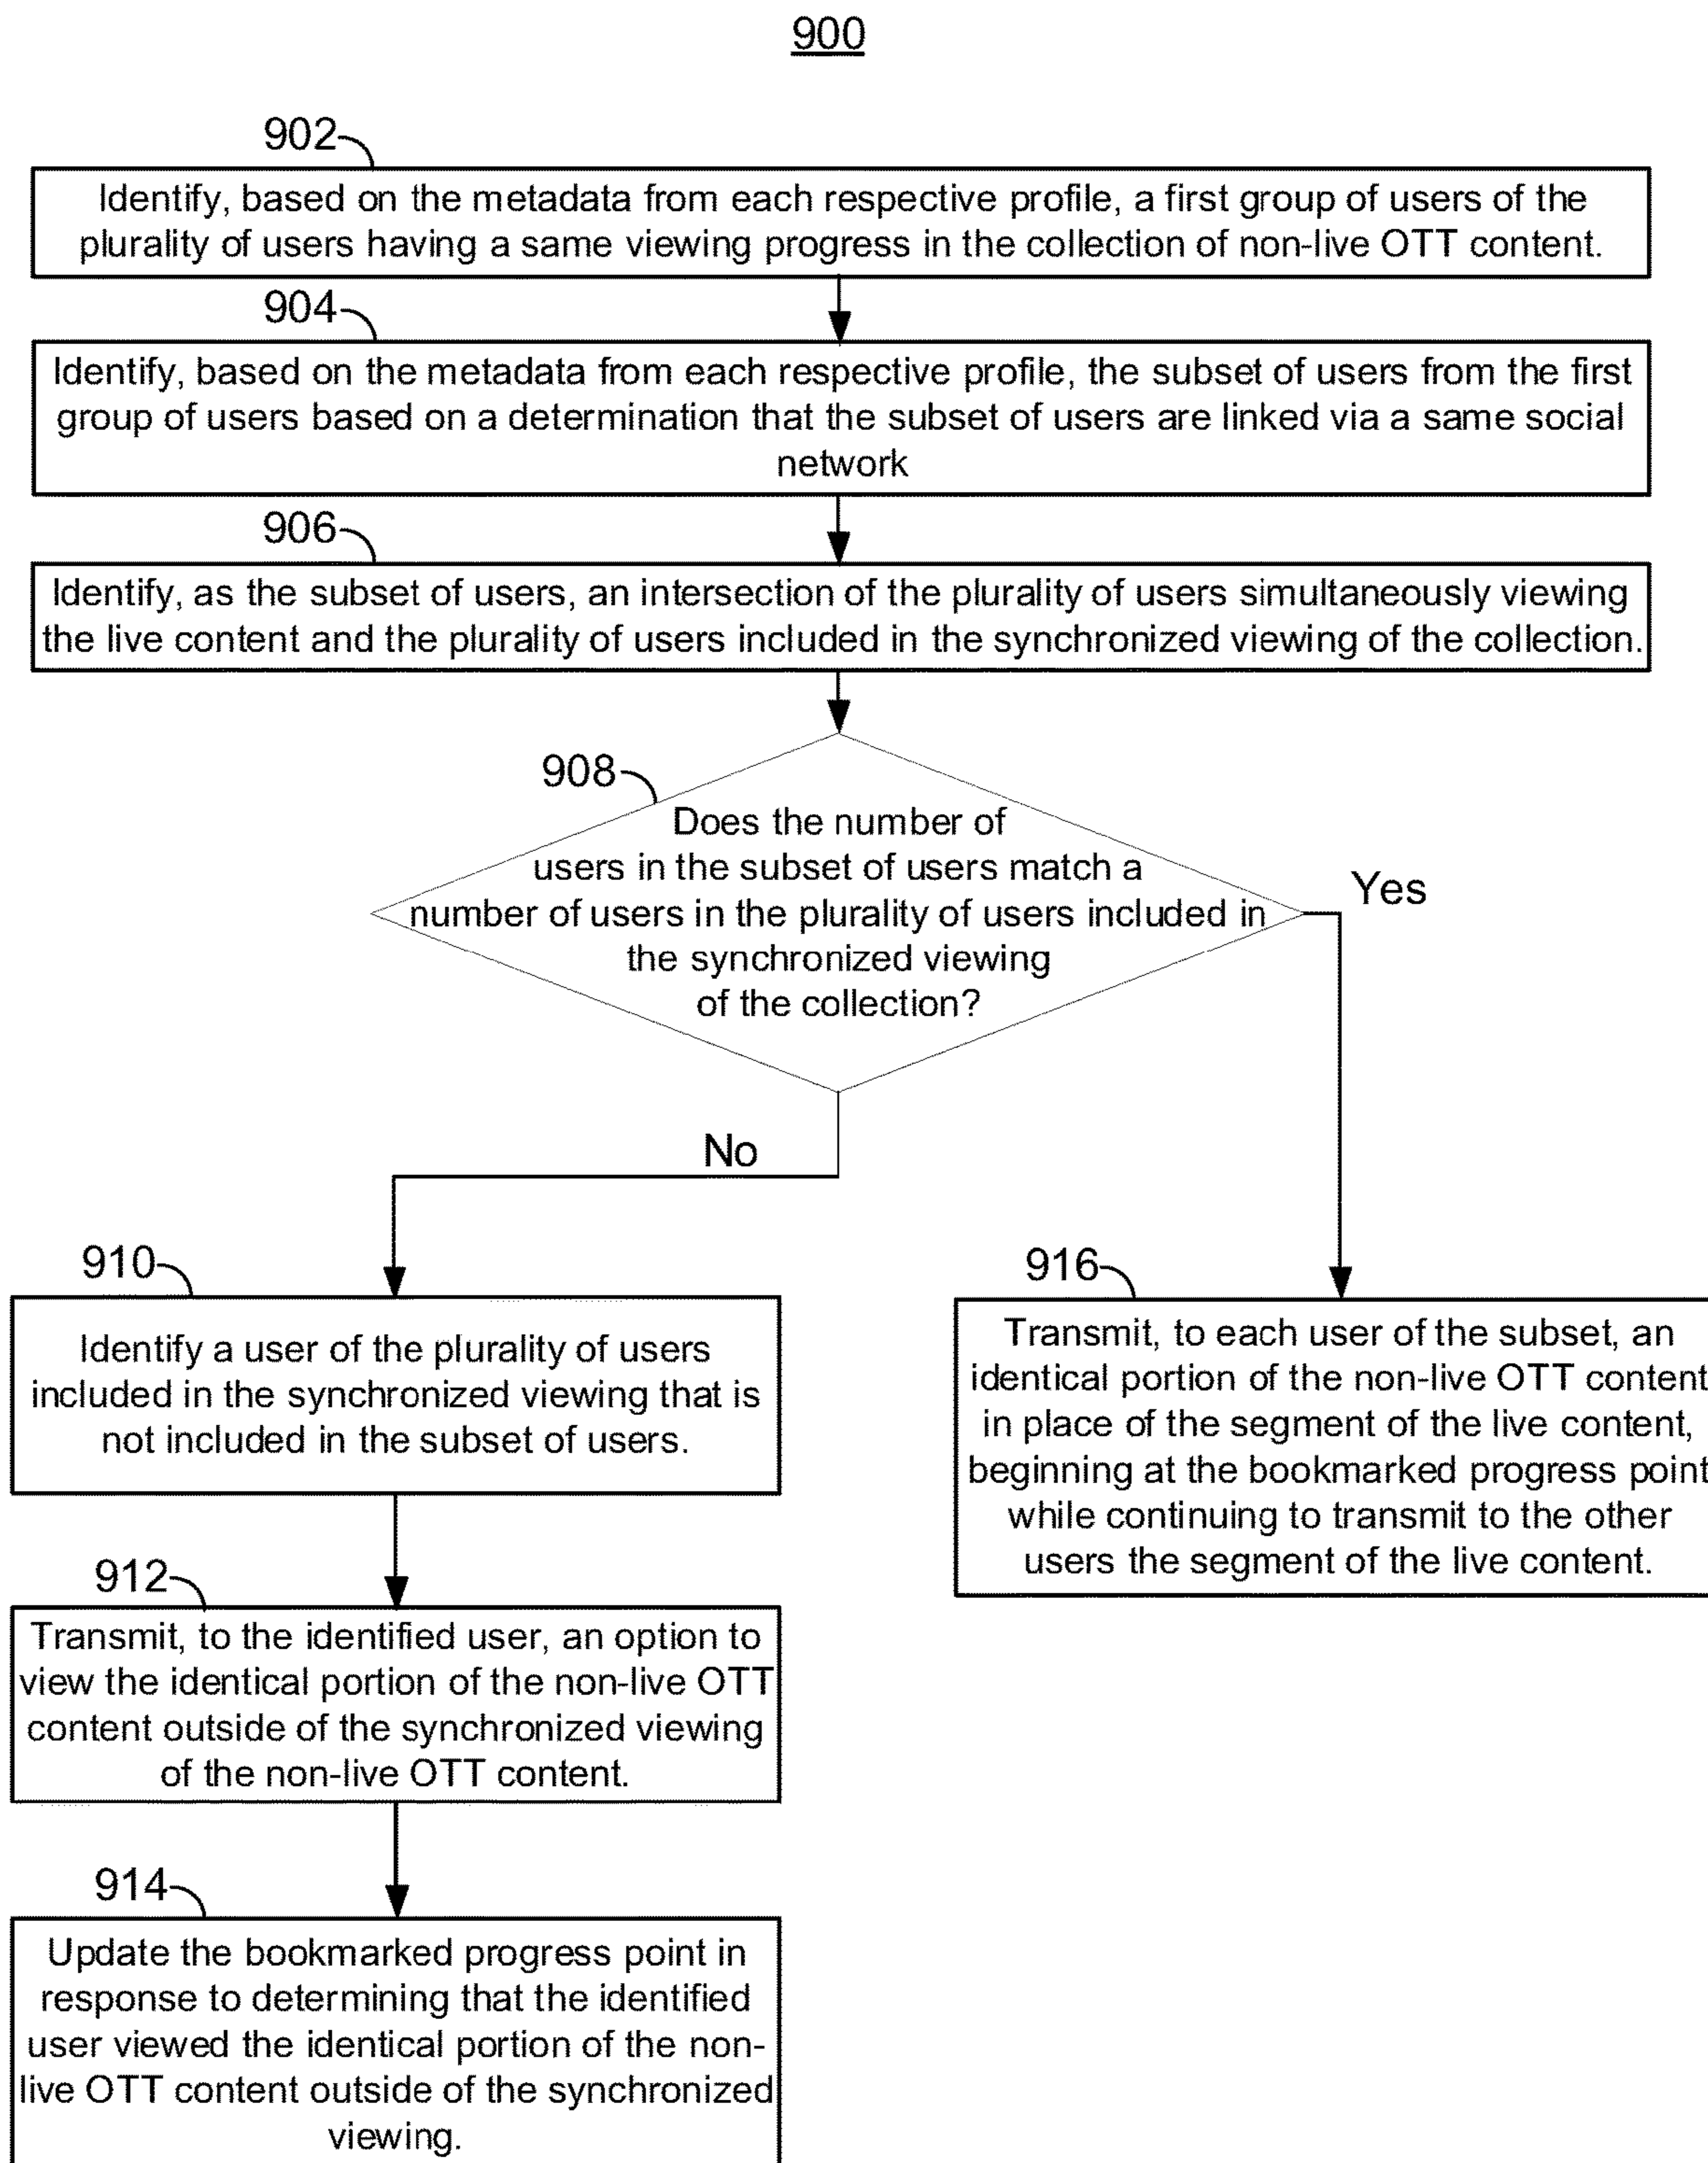 900
902
Identify, based on the metadata from each respective profile, a first group of users of the
plurality of users having a same viewing progress in the collection of non-live OTT content.
904
Identify, based on the metadata from each respective profile, the subset of users from the first
group of users based on a determination that the subset of users are linked via a same social
network
906
Identify, as the subset of users, an intersection of the plurality of users simultaneously viewing
the live content and the plurality of users included in the synchronized viewing of the collection.
908
Does the number of
users in the subset of users match a
number of users in the plurality of users included in
the synchronized viewing
of the collection?
Yes
No
910
Identify a user of the plurality of users
included in the synchronized viewing that is
not included in the subset of users.
912
Transmit, to the identified user, an option to
view the identical portion of the non-live OTT
content outside of the synchronized viewing
of the non-live OTT content.
914
Update the bookmarked progress point in
response to determining that the identified
user viewed the identical portion of the non-
live OTT content outside of the synchronized
viewing.
916
Transmit, to each user of the subset, an
identical portion of the non-live OTT content
in place of the segment of the live content,
beginning at the bookmarked progress point
while continuing to transmit to the other
users the segment of the live content.